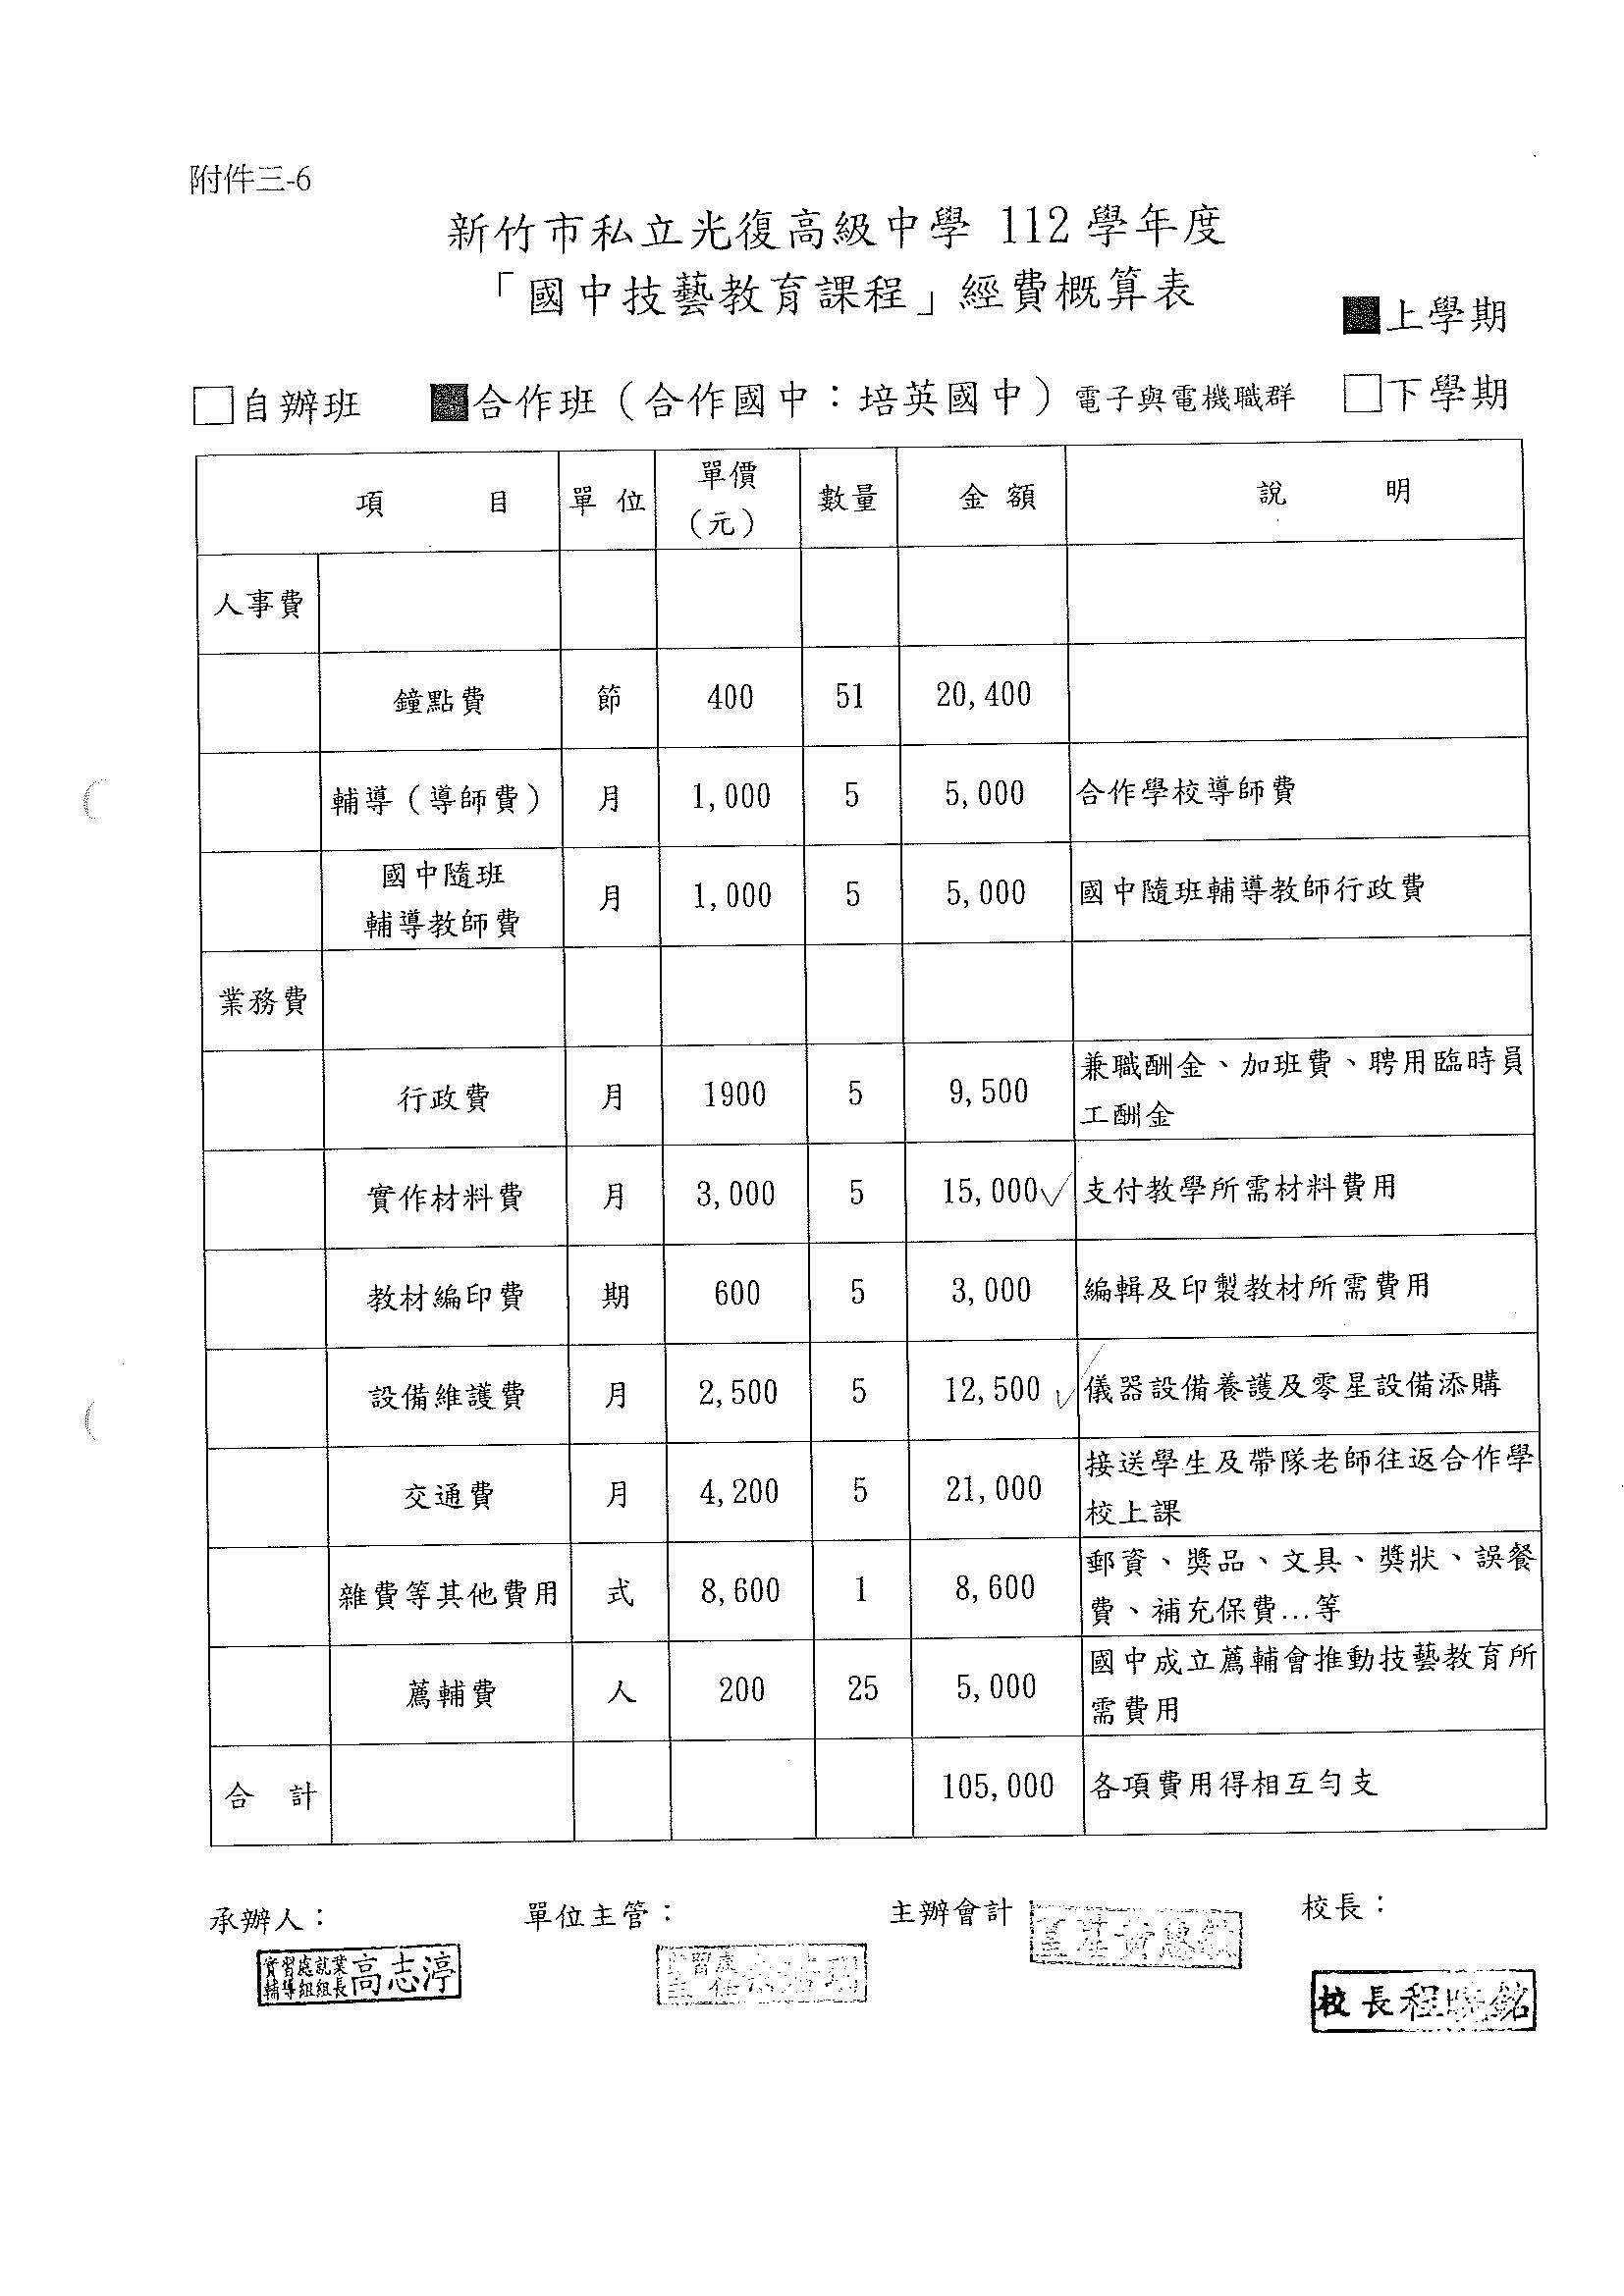 附件三-6
新竹市私立光復高級中學 112 學年度
「國中技藝教育課程」經費概算表
■上學期
□自辦班 ■合作班(合作國中：培英國中)電子與電機職群 □下學期
項 目 單 位 單價(元) 數量 金 額 說 明
人事費
鐘點費 節 400 51 20,400
輔導(導師費) 月 1,000 5 5,000 合作學校導師費
國中隨班
輔導教師費 月 1,000 5 5,000 國中隨班輔導教師行政費
業務費
行政費 月 1900 5 9,500 兼職酬金、加班費、聘用臨時員
工酬金
實作材料費 月 3,000 5 15,000✓ 支付教學所需材料費用
教材編印費 期 600 5 3,000 編輯及印製教材所需費用
設備維護費 月 2,500 5 12,500✓ 儀器設備養護及零星設備添購
交通費 月 4,200 5 21,000 接送學生及帶隊老師往返合作學
校上課
雜費等其他費用 式 8,600 1 8,600 郵資、獎品、文具、獎狀、誤餐
費、補充保費...等
薦輔費 人 200 25 5,000 國中成立薦輔會推動技藝教育所
需費用
合 計 105,000 各項費用得相互勻支
承辦人： 單位主管： 主辦會計 校長：
實習處就業
輔導組組長 高志渟
校長程